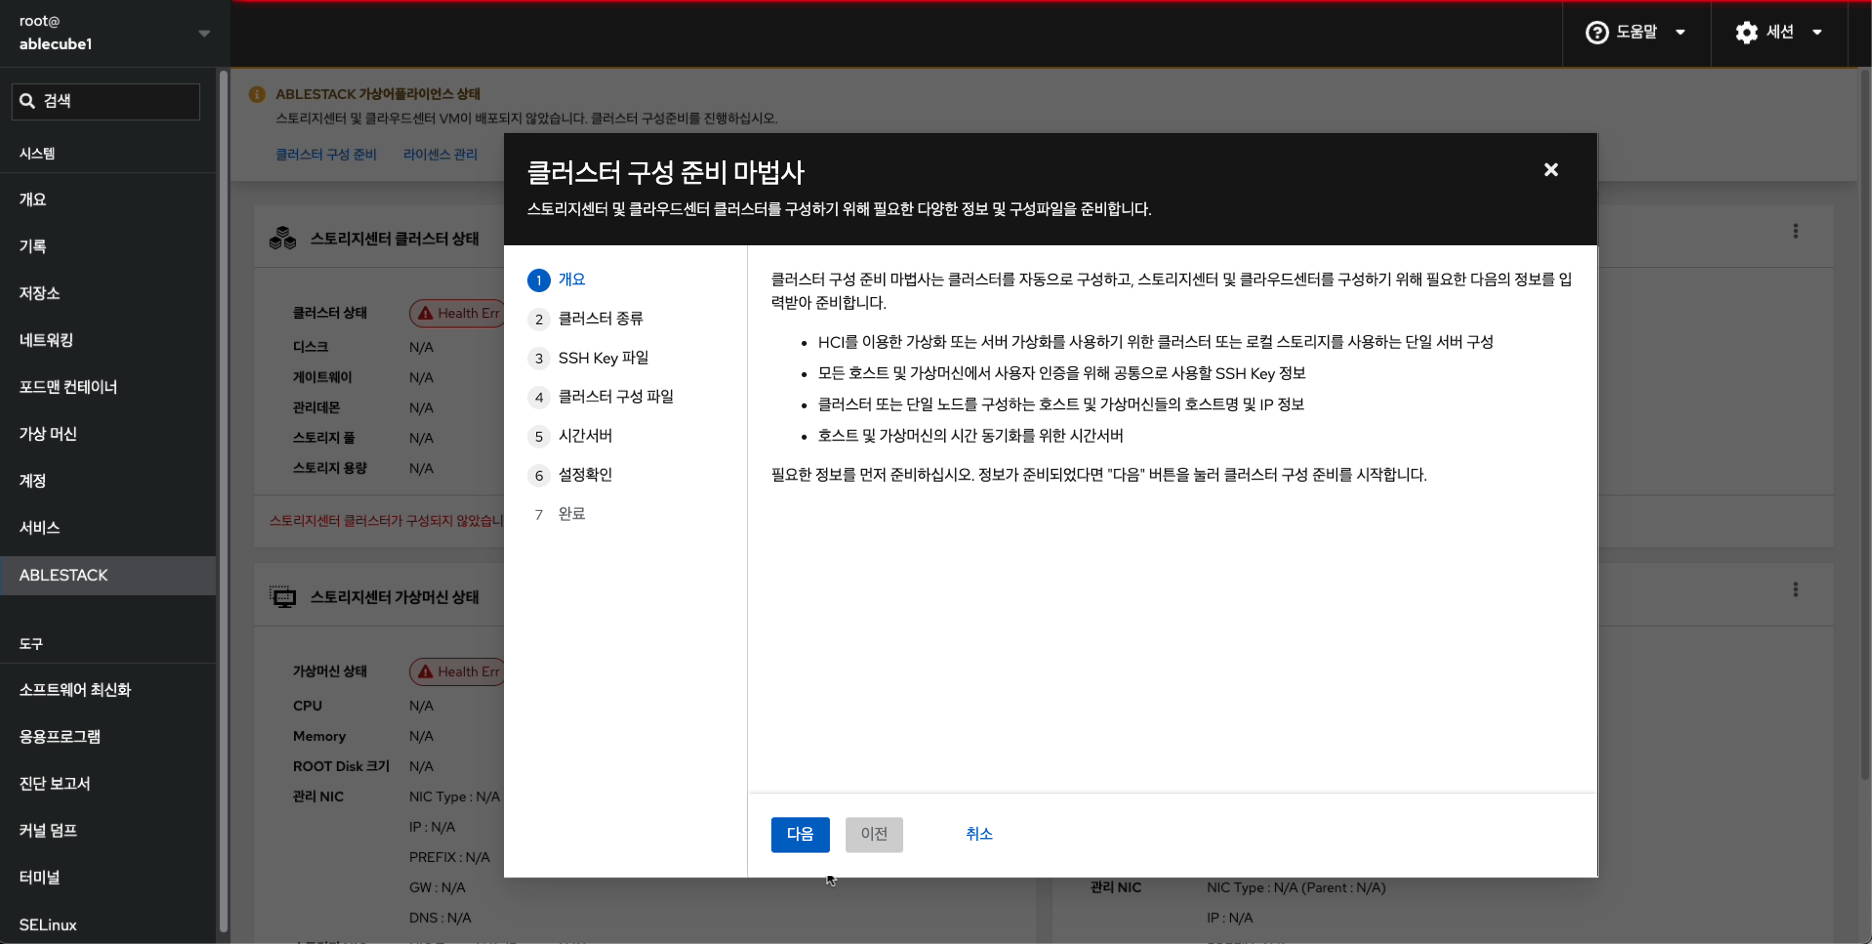 root@
ablecube1
도움말
세션
검색
시스템
개요
기록
저장소
네트워킹
포드맨 컨테이너
가상 머신
계정
서비스
ABLESTACK
도구
소프트웨어 최신화
응용프로그램
진단 보고서
커널 덤프
터미널
SELinux
ABLESTACK 가상어플라이언스 상태
스토리지센터 및 클라우드센터 VM이 배포되지 않았습니다. 클러스터 구성준비를 진행하십시오.
클러스터 구성 준비
라이센스 관리
스토리지센터 클러스터 상태
클러스터 상태
Health Err
디스크
N/A
게이트웨이
N/A
관리데몬
N/A
스토리지 풀
N/A
스토리지 용량
N/A
스토리지센터 클러스터가 구성되지 않았습니
스토리지센터 가상머신 상태
가상머신 상태
Health Err
CPU
N/A
Memory
N/A
ROOT Disk 크기
N/A
관리 NIC
NIC Type : N/A
IP : N/A
PREFIX : N/A
GW : N/A
DNS : N/A
클러스터 구성 준비 마법사
스토리지센터 및 클라우드센터 클러스터를 구성하기 위해 필요한 다양한 정보 및 구성파일을 준비합니다.
1 개요
2 클러스터 종류
3 SSH Key 파일
4 클러스터 구성 파일
5 시간서버
6 설정확인
7 완료
클러스터 구성 준비 마법사는 클러스터를 자동으로 구성하고, 스토리지센터 및 클라우드센터를 구성하기 위해 필요한 다음의 정보를 입
력받아 준비합니다.
• HCI를 이용한 가상화 또는 서버 가상화를 사용하기 위한 클러스터 또는 로컬 스토리지를 사용하는 단일 서버 구성
• 모든 호스트 및 가상머신에서 사용자 인증을 위해 공통으로 사용할 SSH Key 정보
• 클러스터 또는 단일 노드를 구성하는 호스트 및 가상머신들의 호스트명 및 IP 정보
• 호스트 및 가상머신의 시간 동기화를 위한 시간서버
필요한 정보를 먼저 준비하십시오. 정보가 준비되었다면 "다음" 버튼을 눌러 클러스터 구성 준비를 시작합니다.
다음
이전
취소
관리 NIC
NIC Type : N/A (Parent : N/A)
IP : N/A